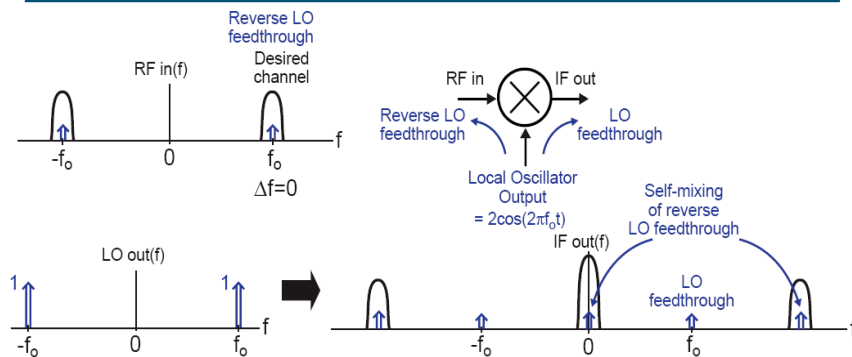 Reverse LO
feedthrough
Desired
channel
RF in(f)
-fo
0
fo
f
Δf=0
RF in
IF out
Reverse LO
feedthrough
LO
feedthrough
Local Oscillator
Output
= 2cos(2πfot)
Self-mixing
of reverse
LO feedthrough
LO out(f)
1
1
-fo
0
fo
f
IF out(f)
LO
feedthrough
-fo
0
fo